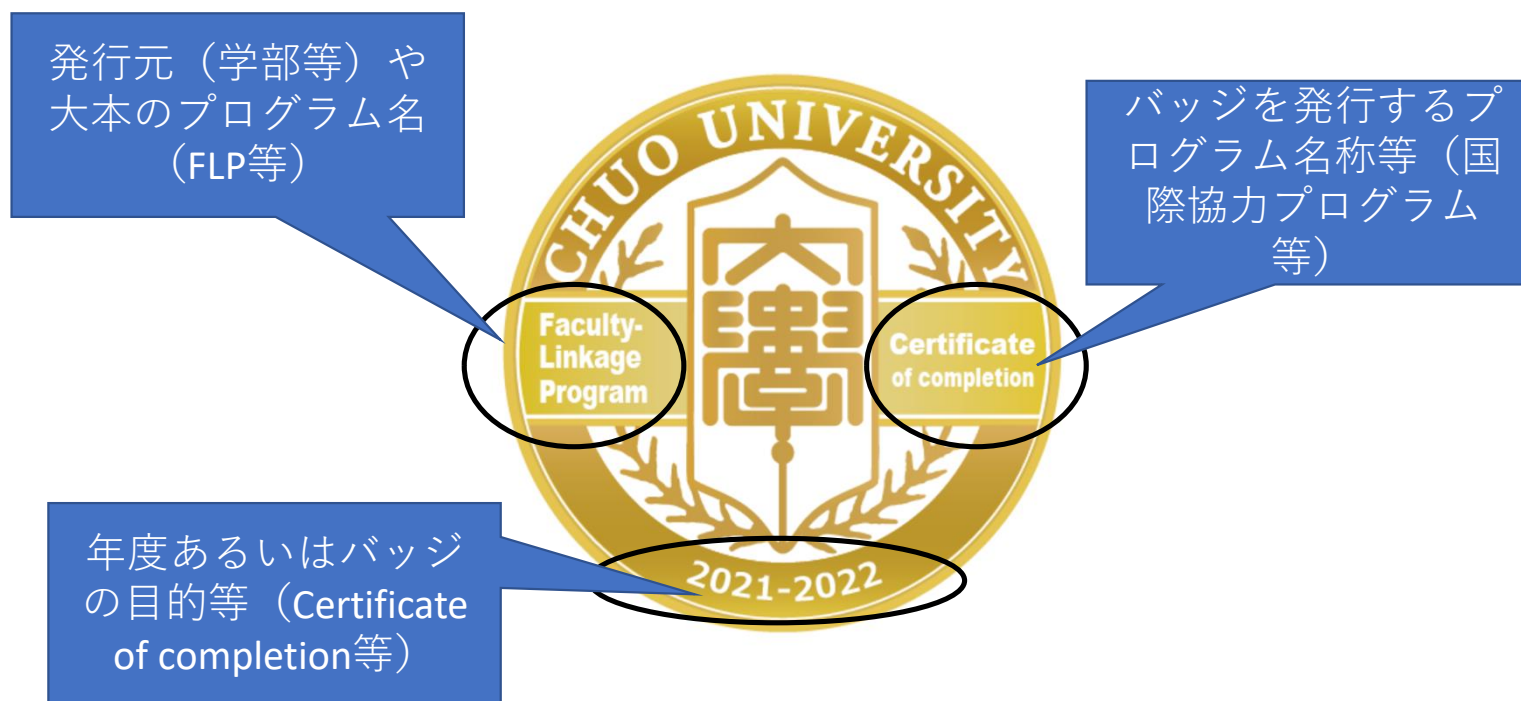 発行元（学部等）や
大本のプログラム名
（FLP等）
バッジを発行するプ
ログラム名称等（国
際協力プログラム
等）
CHUO UNIVERSITY
大學
Faculty-
Linkage
Program
Certificate
of completion
2021-2022
年度あるいはバッジ
の目的等（Certificate
of completion等）